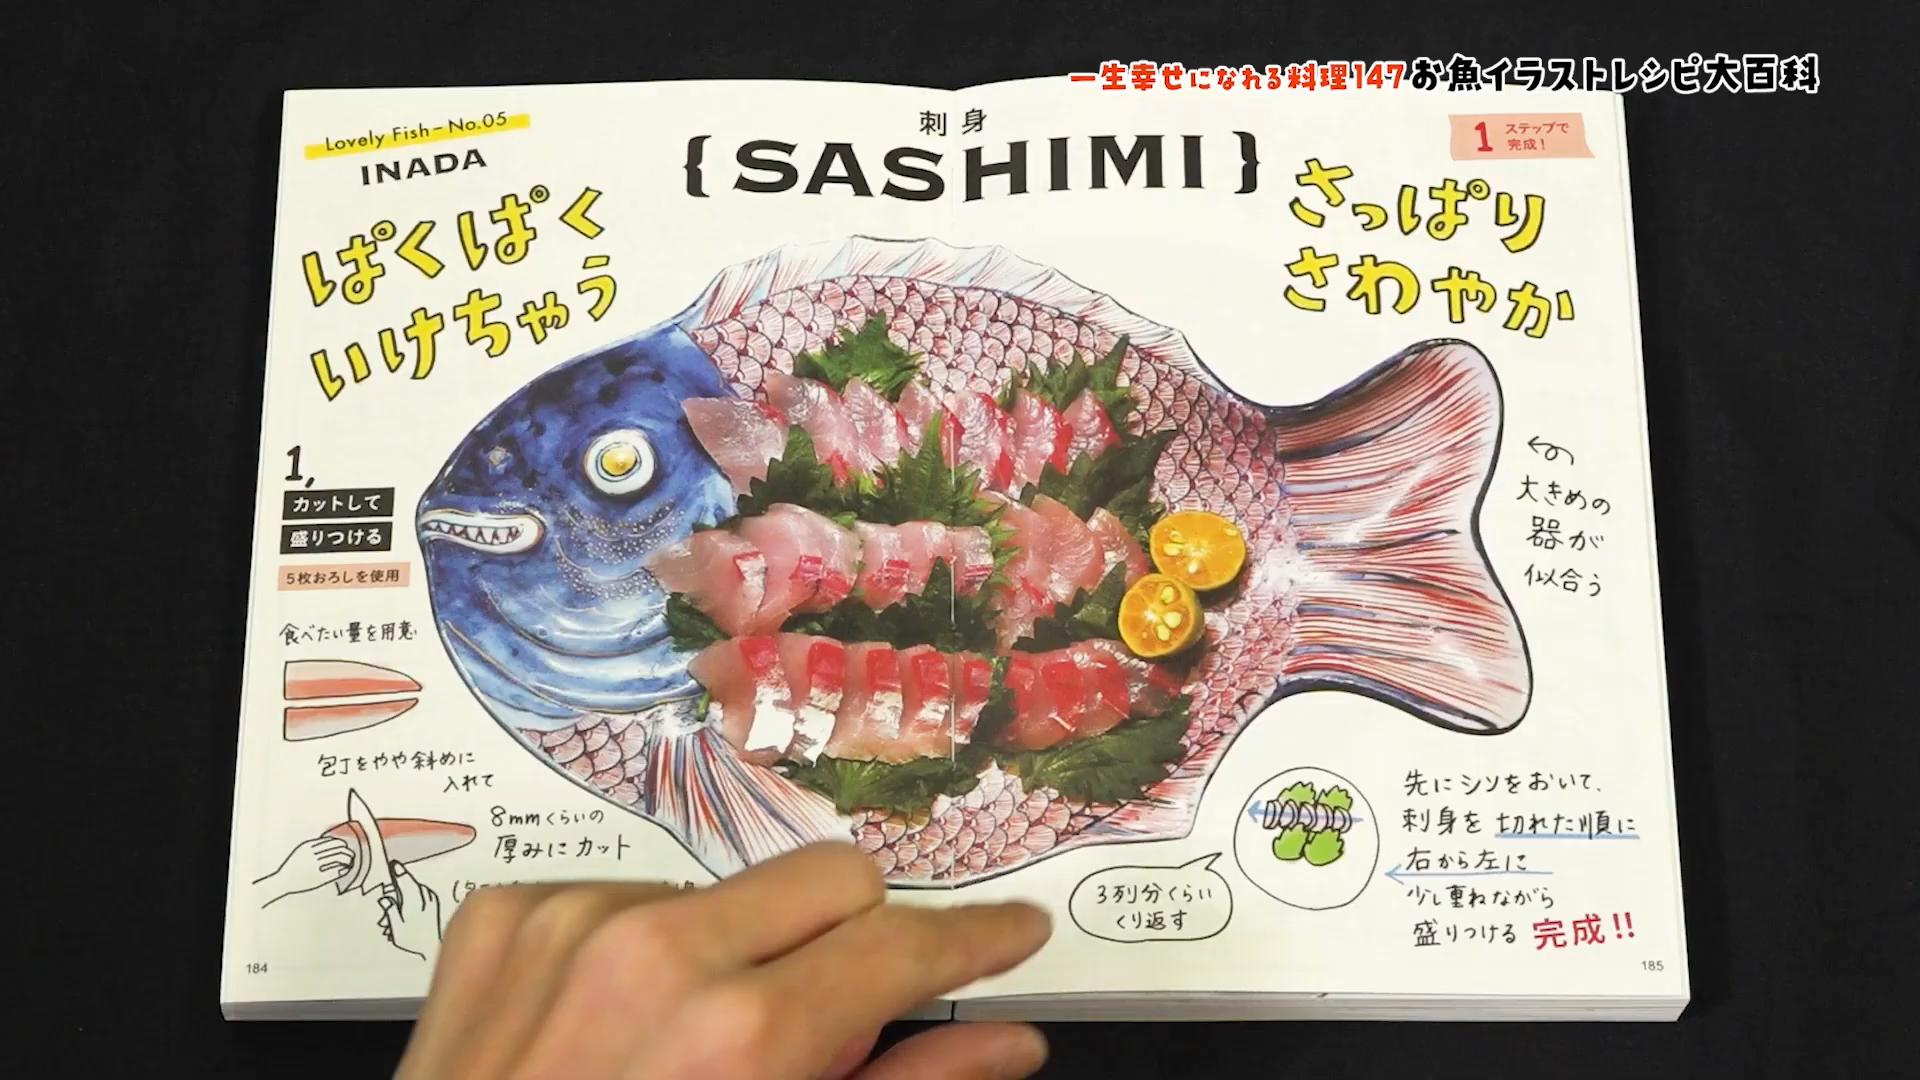 一生幸せになれる料理147 お魚イラストレシピ大百科
Lovely Fish-No.05
INADA
刺身
{SASHIMI}
1 ステップで
完成!
ぱくぱく
いけちゃう
さっぱり
さわやか
1,
カットして
盛りつける
5枚おろしを使用
食べたい量を用意
包丁をやや斜めに
入れて
8mmくらいの
厚みにカット
大きめの
器が
似合う
3列分くらい
くり返す
先にシソをおいて、
刺身を切れた順に
右から左に
少し重ねながら
盛りつける 完成!!
184
185